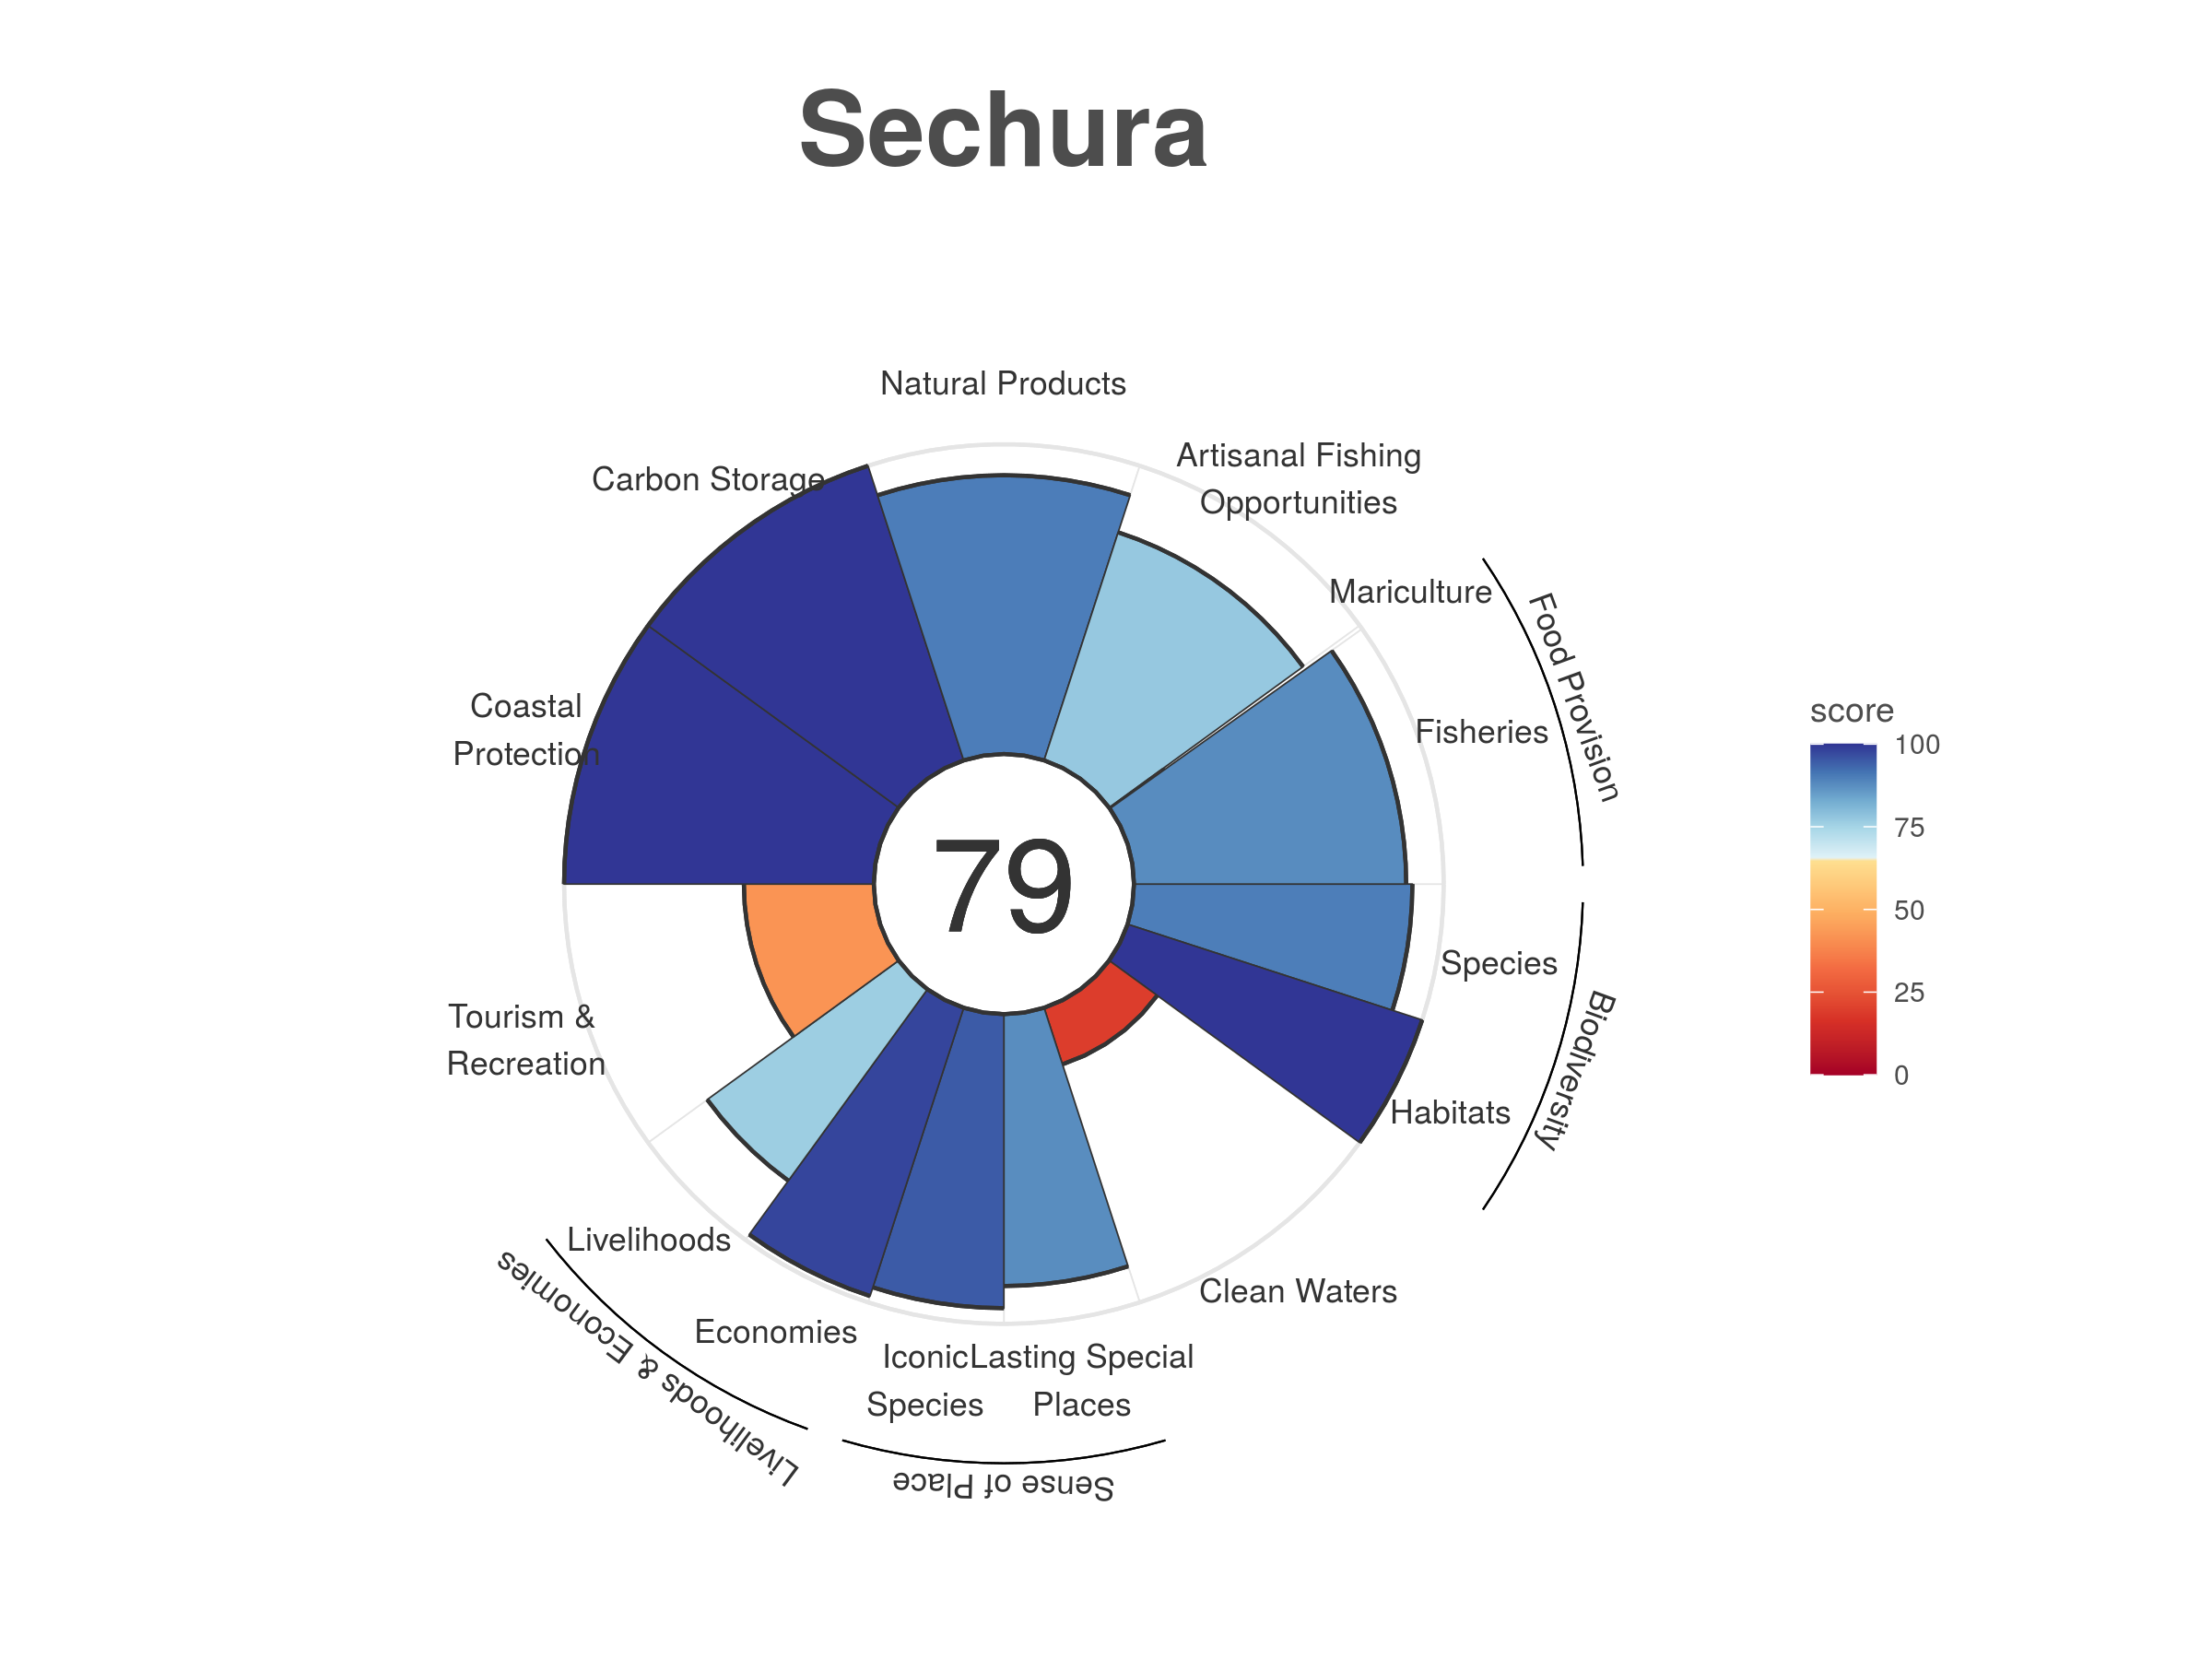 Sechura
Natural Products
Artisanal Fishing
Opportunities
Carbon Storage
Mariculture
Food Provision
Fisheries
Coastal
Protection
score
100
75
50
25
0
79
Species
Biodiversity
Habitats
Tourism &
Recreation
Livelihoods
Clean Waters
Economies
Livelihoods & Economies
Iconic
Species
Lasting Special
Places
Sense of Place